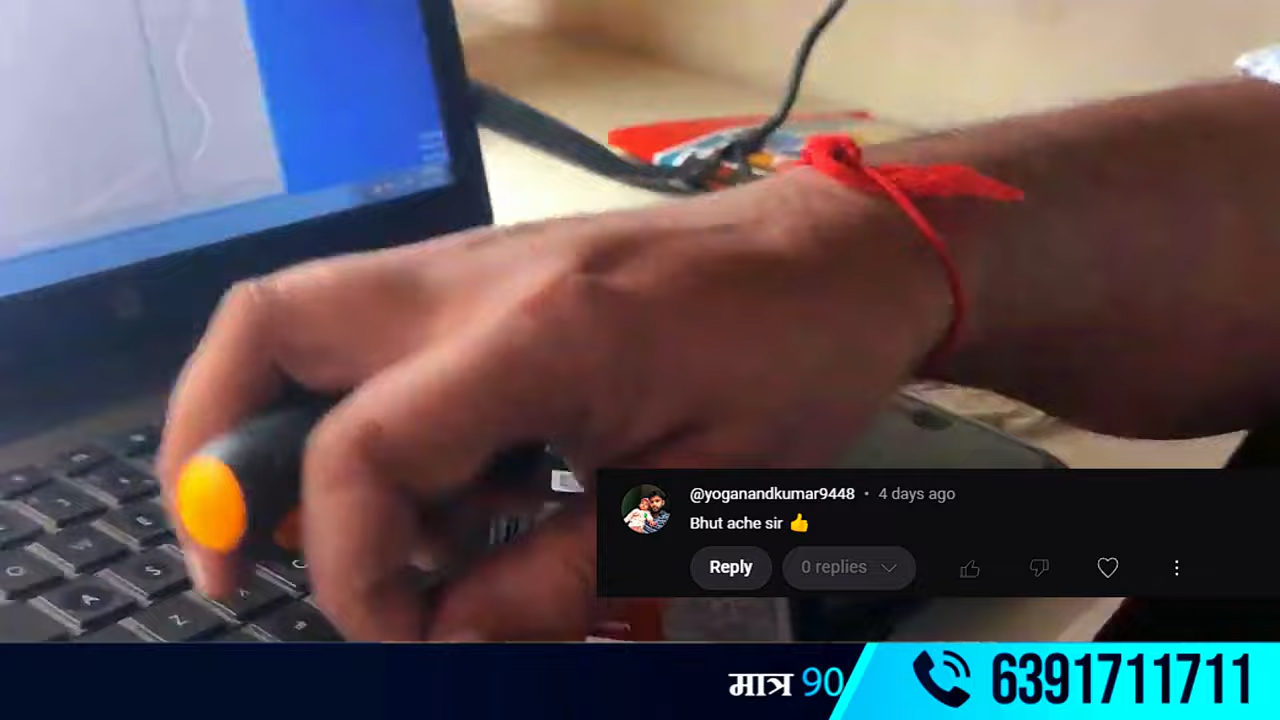 @yoganandkumar9448 • 4 days ago
Bhut ache sir 👍
Reply
0 replies
मात्र 90
6391711711
S
A
Z